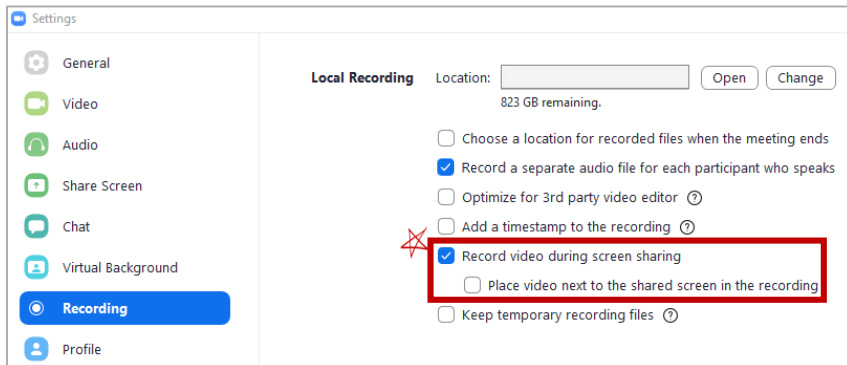 Settings
General
Video
Audio
Share Screen
Chat
Virtual Background
Recording
Profile
Local Recording Location: Open Change
823 GB remaining.
Choose a location for recorded files when the meeting ends
Record a separate audio file for each participant who speaks
Optimize for 3rd party video editor ?
Add a timestamp to the recording ?
Record video during screen sharing
Place video next to the shared screen in the recording
Keep temporary recording files ?